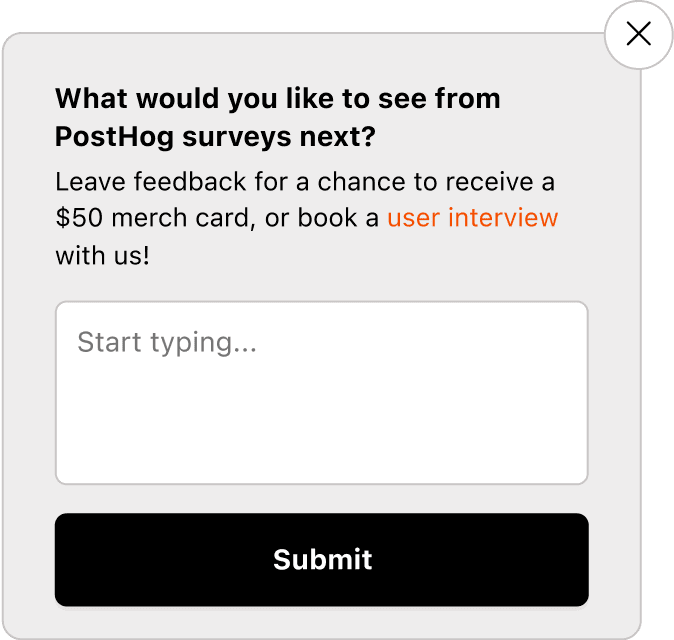 What would you like to see from
PostHog surveys next?
Leave feedback for a chance to receive a
$50 merch card, or book a user interview
with us!
Start typing...
Submit